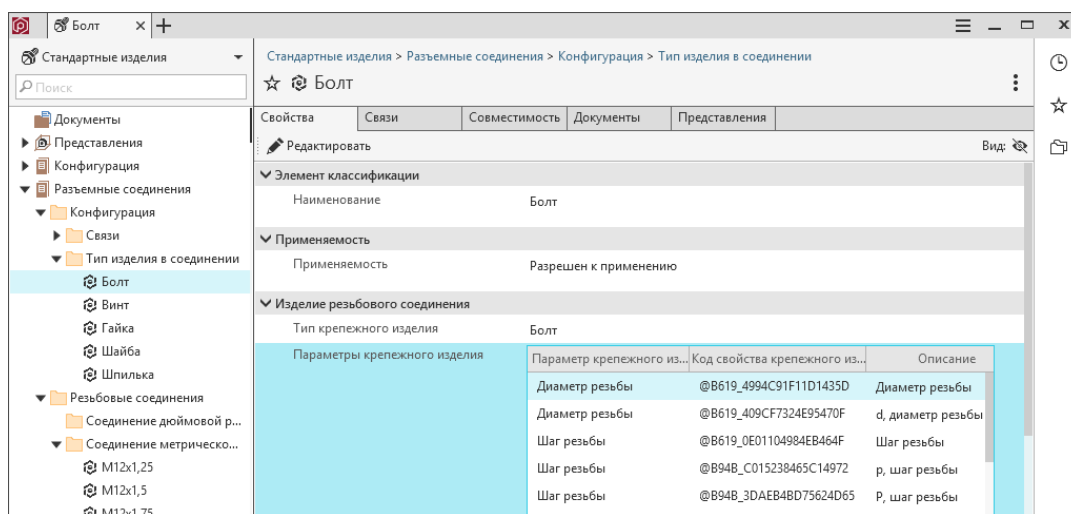 Болт
Стандартные изделия
Поиск
Документы
Представления
Конфигурация
Разъемные соединения
Конфигурация
Связи
Тип изделия в соединении
Болт
Винт
Гайка
Шайба
Шпилька
Резьбовые соединения
Соединение дюймовой р...
Соединение метрическо...
М12х1,25
М12х1,5
М12х1,75
Стандартные изделия > Разъемные соединения > Конфигурация > Тип изделия в соединении
Болт
Свойства Связи Совместимость Документы Представления
Редактировать Вид:
Элемент классификации
Наименование Болт
Применяемость
Применяемость Разрешен к применению
Изделие резьбового соединения
Тип крепежного изделия Болт
Параметры крепежного изделия
Параметр крепежного из... Код свойства крепежного из... Описание
Диаметр резьбы @B619_4994C91F11D1435D Диаметр резьбы
Диаметр резьбы @B619_409CF7324E95470F d, диаметр резьбы
Шаг резьбы @B619_0E01104984EB464F Шаг резьбы
Шаг резьбы @B94B_C015238465C14972 p, шаг резьбы
Шаг резьбы @B94B_3DAEB4BD75624D65 P, шаг резьбы